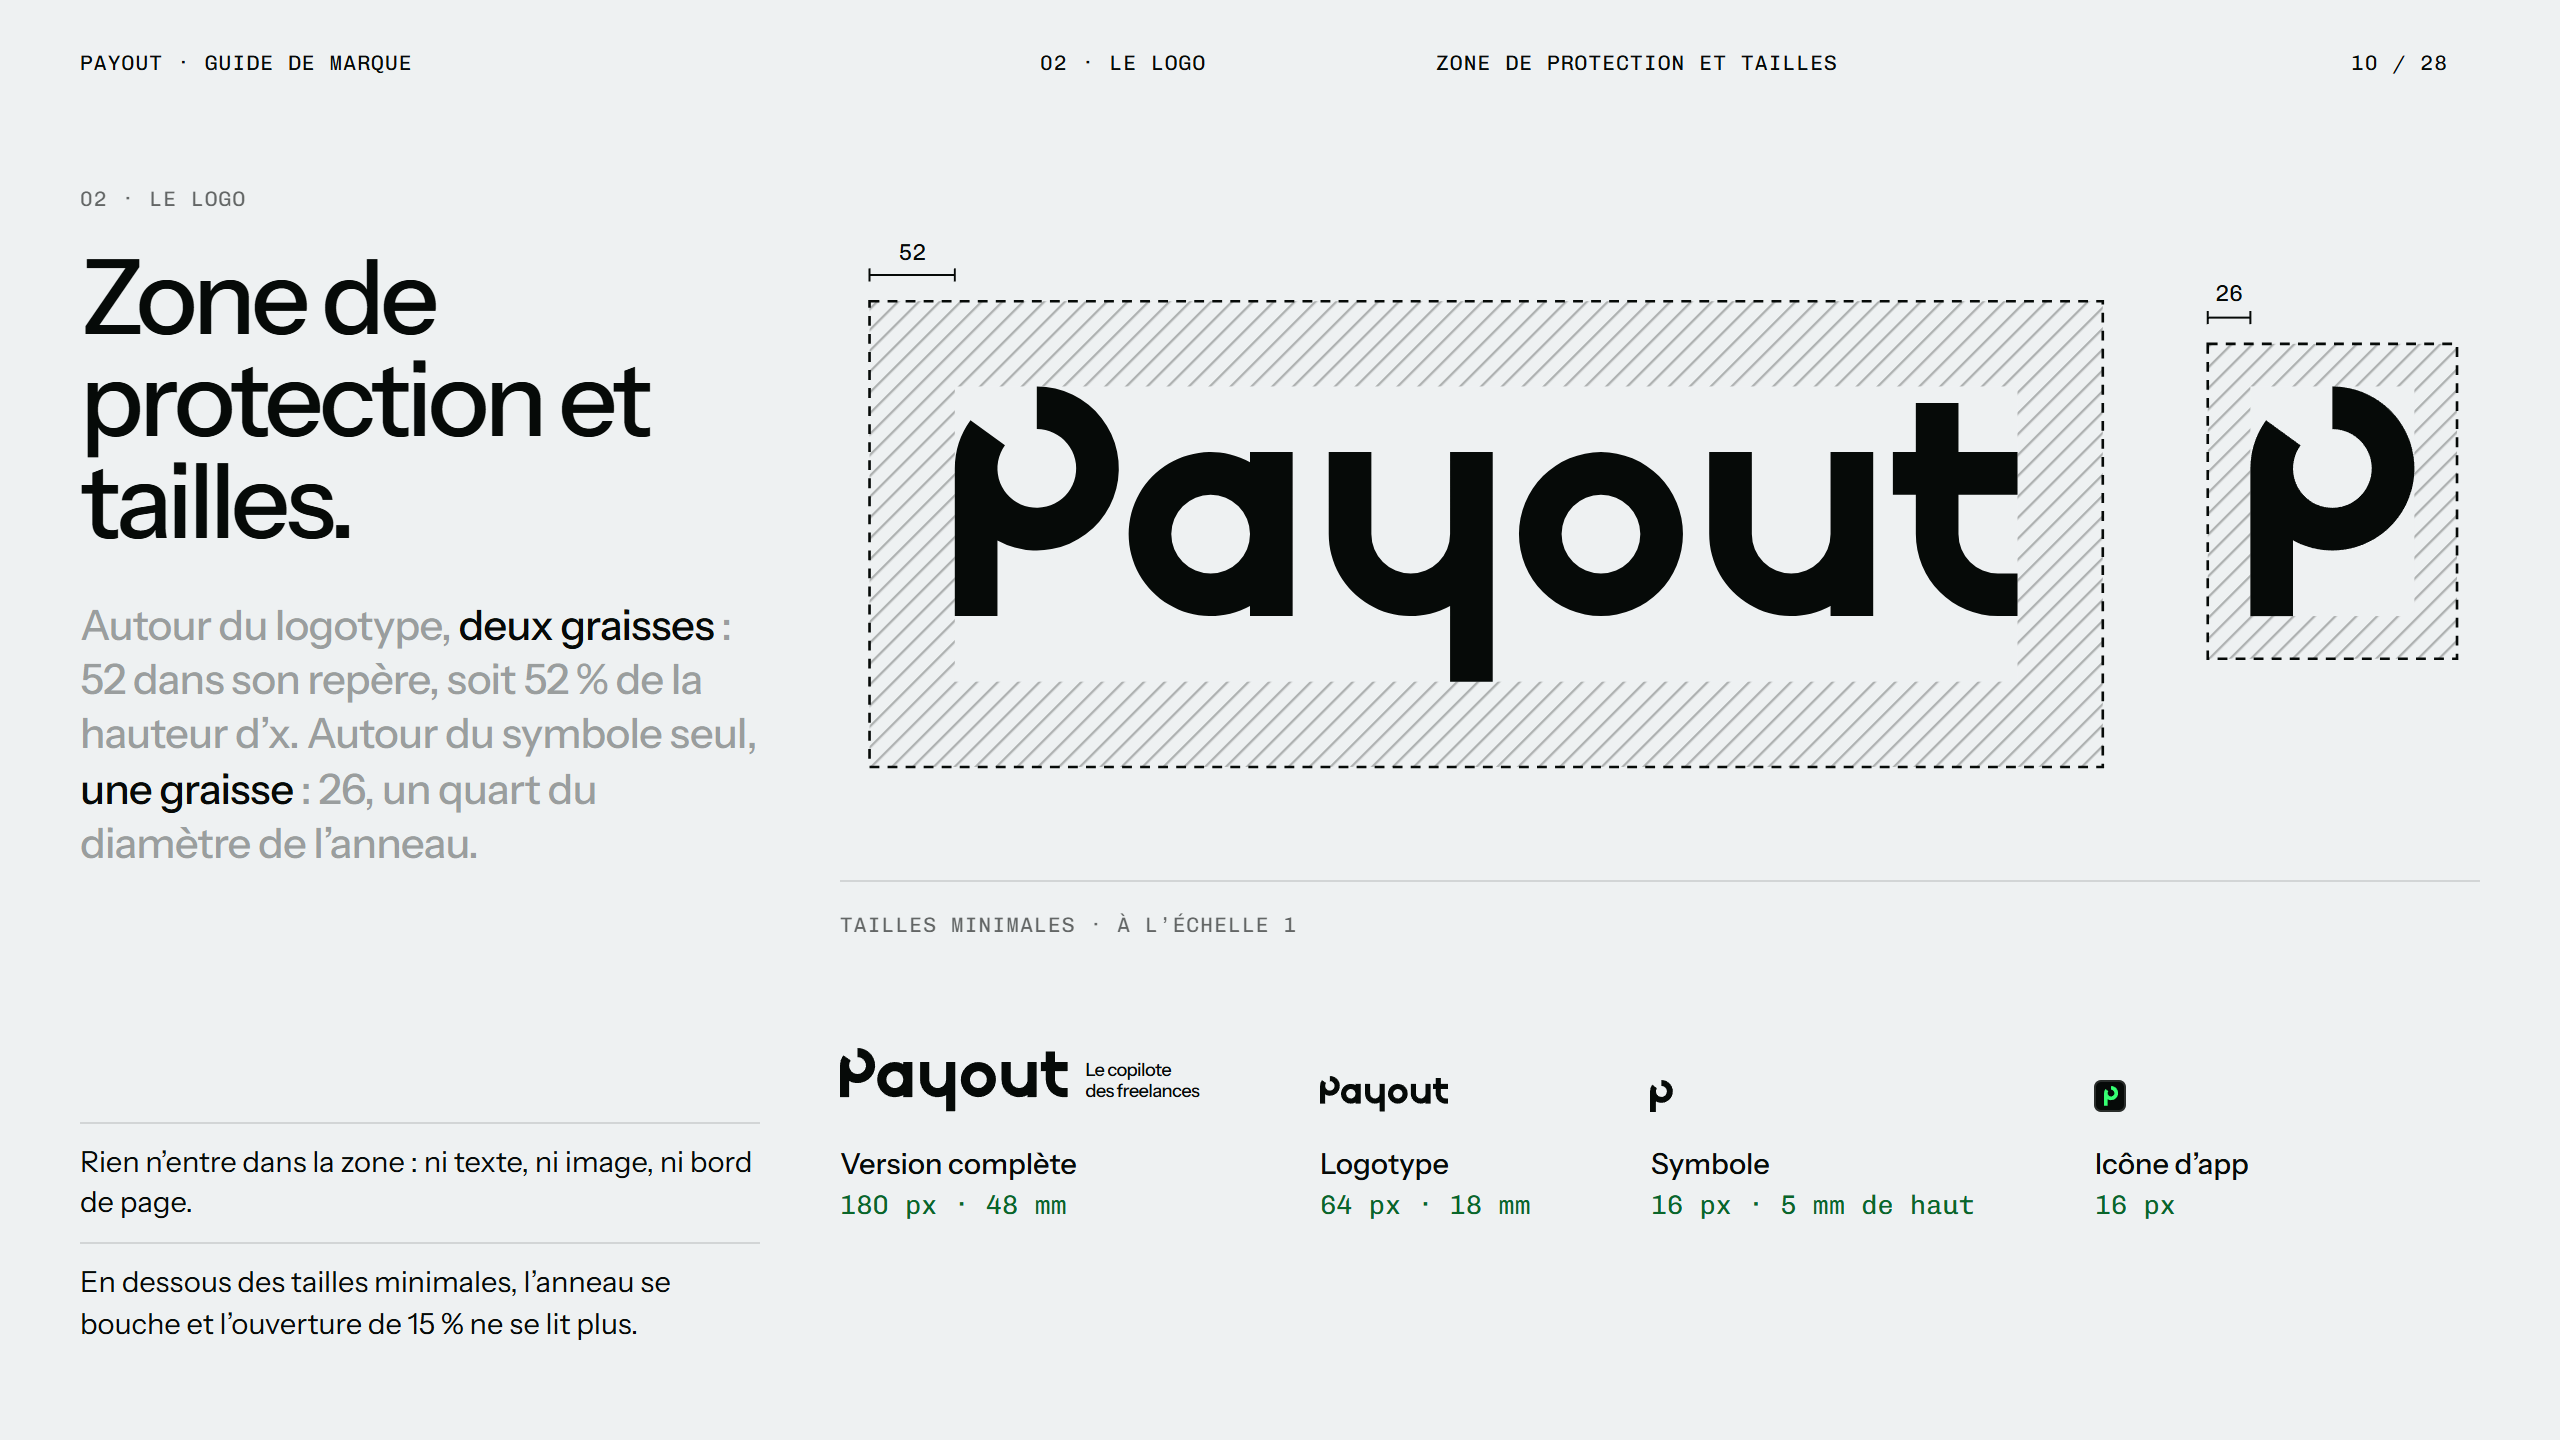 PAYOUT · GUIDE DE MARQUE
02 · LE LOGO
ZONE DE PROTECTION ET TAILLES
10 / 28
02 · LE LOGO
Zone de
protection et
tailles.
Autour du logotype, deux graisses :
52 dans son repère, soit 52 % de la
hauteur d’x. Autour du symbole seul,
une graisse : 26, un quart du
diamètre de l’anneau.
Rien n’entre dans la zone : ni texte, ni image, ni bord
de page.
En dessous des tailles minimales, l’anneau se
bouche et l’ouverture de 15 % ne se lit plus.
52
Payout
26
p
TAILLES MINIMALES · À L’ÉCHELLE 1
Payout
Le copilote
des freelances
Version complète
180 px · 48 mm
Payout
Logotype
64 px · 18 mm
p
Symbole
16 px · 5 mm de haut
p
Icône d’app
16 px